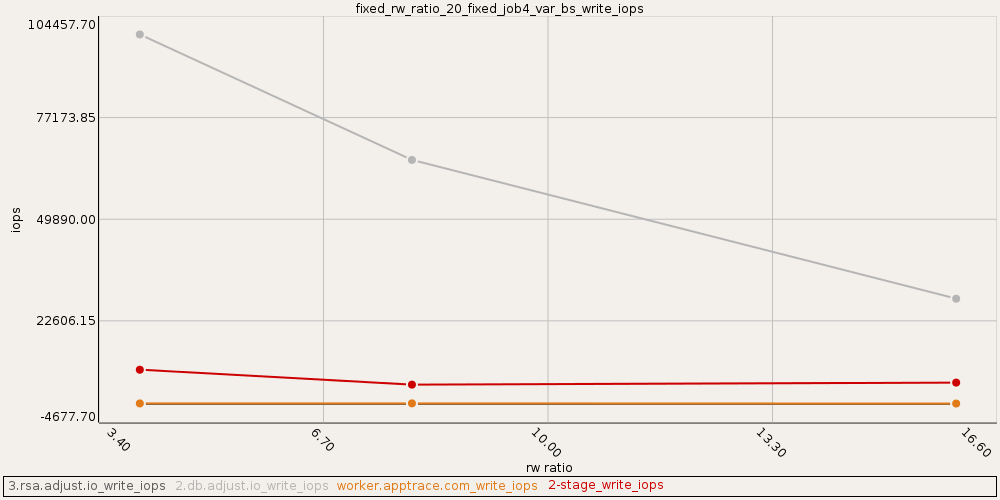 fixed_rw_ratio_20_fixed_job4_var_bs_write_iops
104457.70
77173.85
49890.00
22606.15
-4677.70
iops
3.40
6.70
10.00
13.30
16.60
rw ratio
3.rsa.adjust.io_write_iops 2.db.adjust.io_write_iops worker.apptrace.com_write_iops 2-stage_write_iops